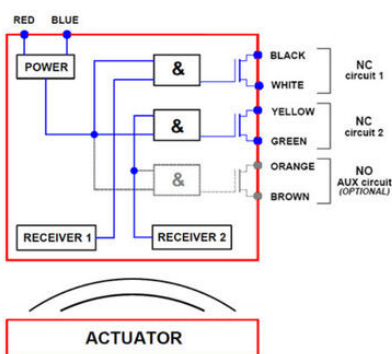 RED BLUE
POWER
&
BLACK
WHITE
NC
circuit 1
&
YELLOW
GREEN
NC
circuit 2
&
ORANGE
BROWN
NO
AUX circuit
(OPTIONAL)
RECEIVER 1
RECEIVER 2
ACTUATOR